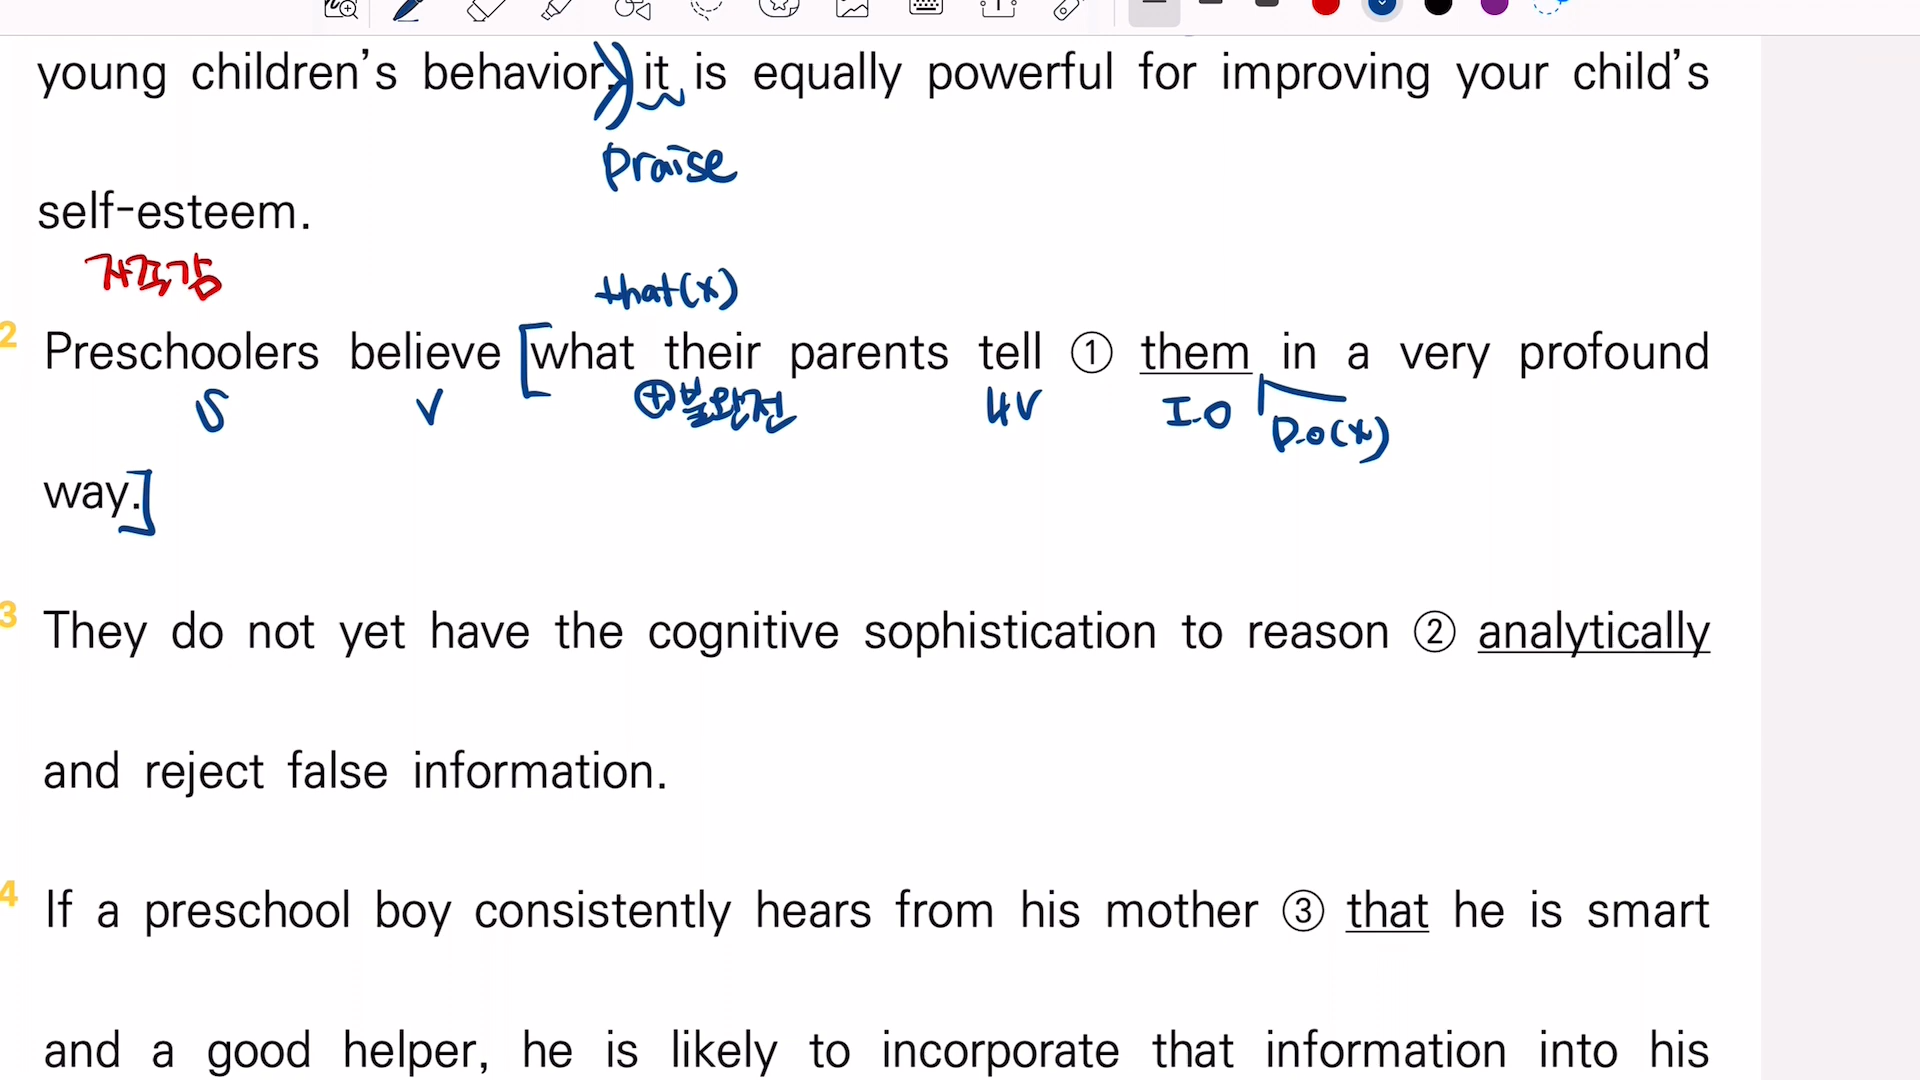 young children's behavior, it is equally powerful for improving your child's
praise
self-esteem.
자존감
that(x)
2 Preschoolers believe [what their parents tell ① them in a very profound
S V +불완전 4V I.O D.O(x)
way.]
3 They do not yet have the cognitive sophistication to reason ② analytically
and reject false information.
4 If a preschool boy consistently hears from his mother ③ that he is smart
and a good helper, he is likely to incorporate that information into his